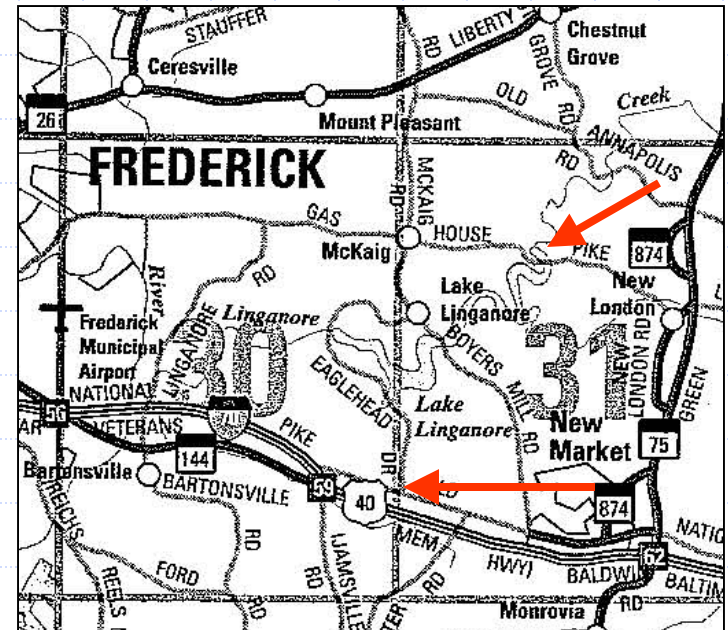 STAUFFER
RD
LIBERTY
Chestnut
Grove
GROVE RD
Ceresville
26
Mount Pleasant
OLD
Creek
ANNAPOLIS
RD
FREDERICK
MCKAIG
RD
GAS
HOUSE
PIKE
McKaig
874
New
London
River
RD
Lake
Linganore
Linganore
Frederick
Municipal
Airport
LINGANORE
30
31
EAGLEHEAD
DR
BOYERS
MILL
RD
NEW
LONDON RD
GREEN
Lake
Linganore
NATIONAL
PIKE
VETERANS
70
144
New
Market
75
Bartonsville
BARTONSVILLE
RD
59
40
874
MEM
HWY
BALDWI
NATIO
BALTIM
62
REICHS
FORD
RD
REELS
IJAMSVILLE
RD
RD
Monrovia
RD